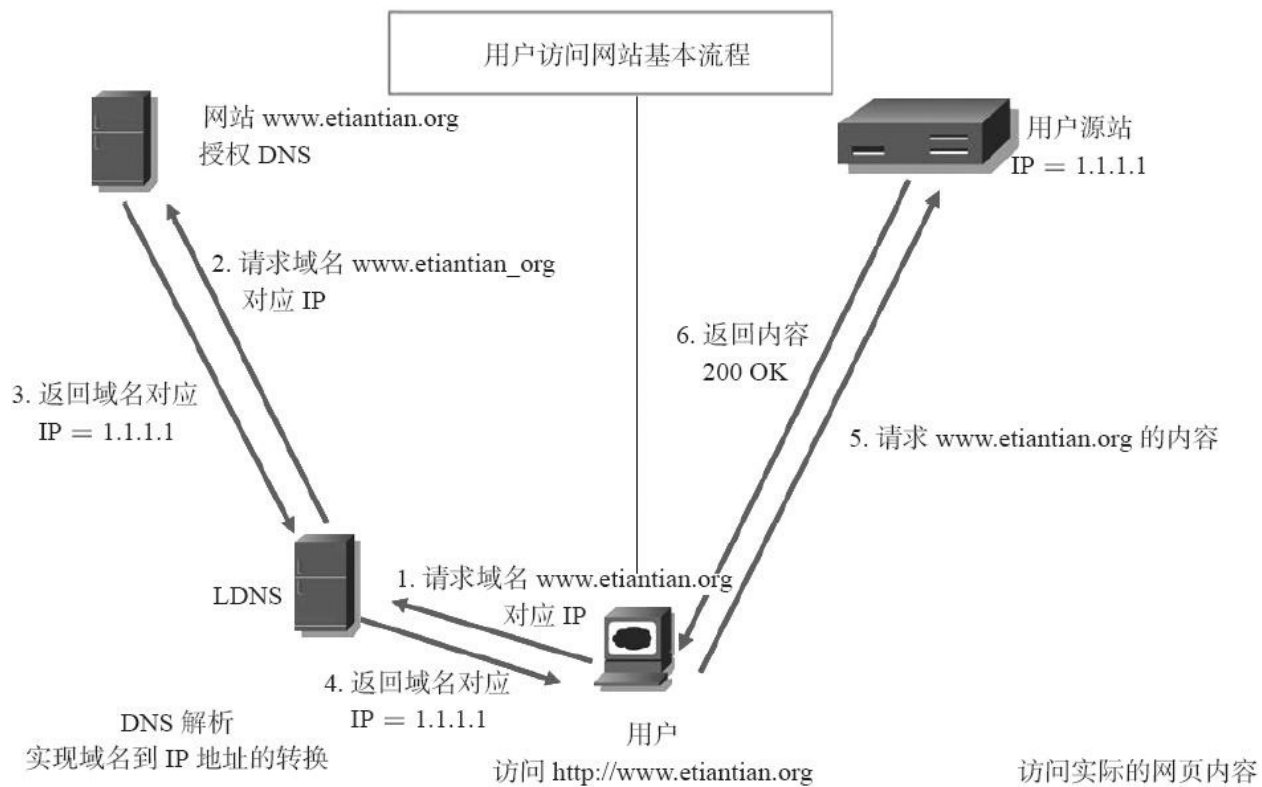 用户访问网站基本流程
网站 www.etiantian.org
授权 DNS
用户源站
IP = 1.1.1.1
2. 请求域名 www.etiantian_org
对应 IP
6. 返回内容
200 OK
3. 返回域名对应
IP = 1.1.1.1
5. 请求 www.etiantian.org 的内容
LDNS
1. 请求域名 www.etiantian.org
对应 IP
4. 返回域名对应
IP = 1.1.1.1
DNS 解析
实现域名到 IP 地址的转换
用户
访问 http://www.etiantian.org
访问实际的网页内容